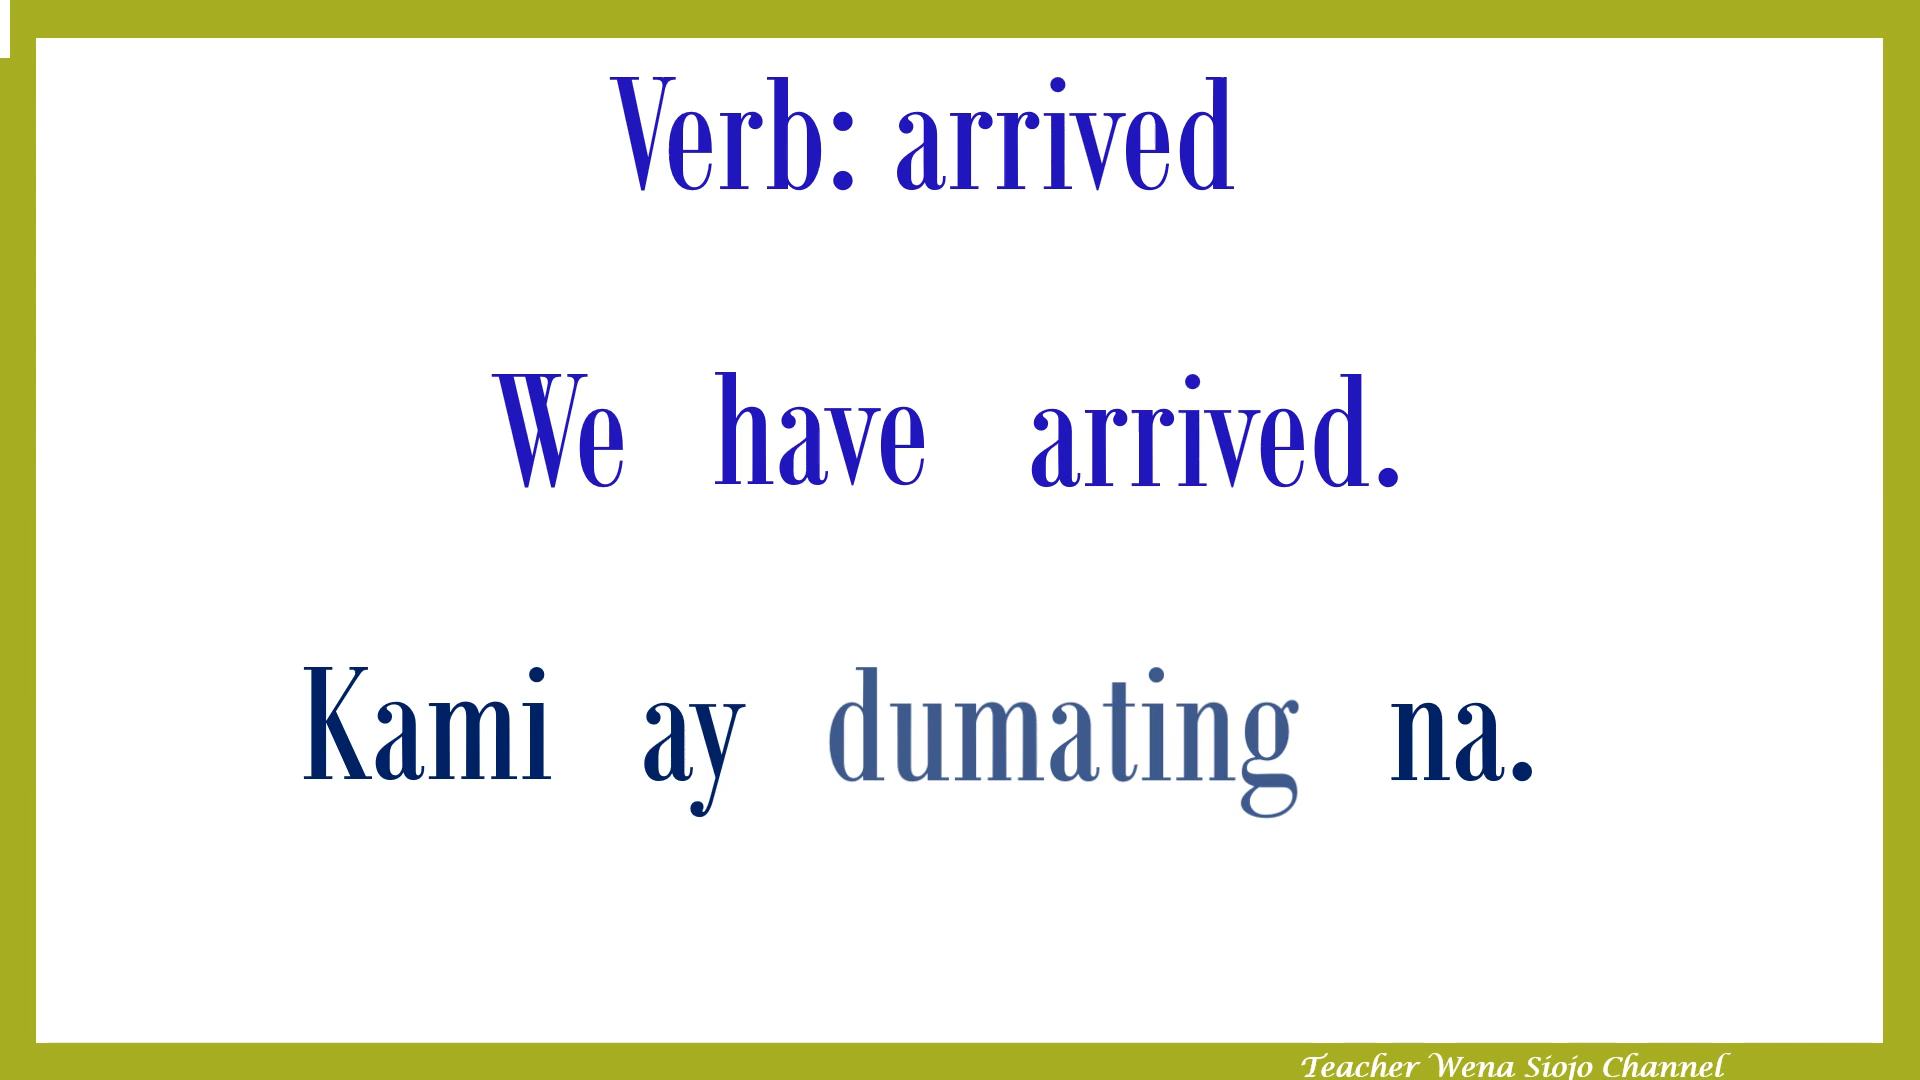 Verb: arrived
We have arrived.
Kami ay dumating na.
Teacher Wena Siojo Channel